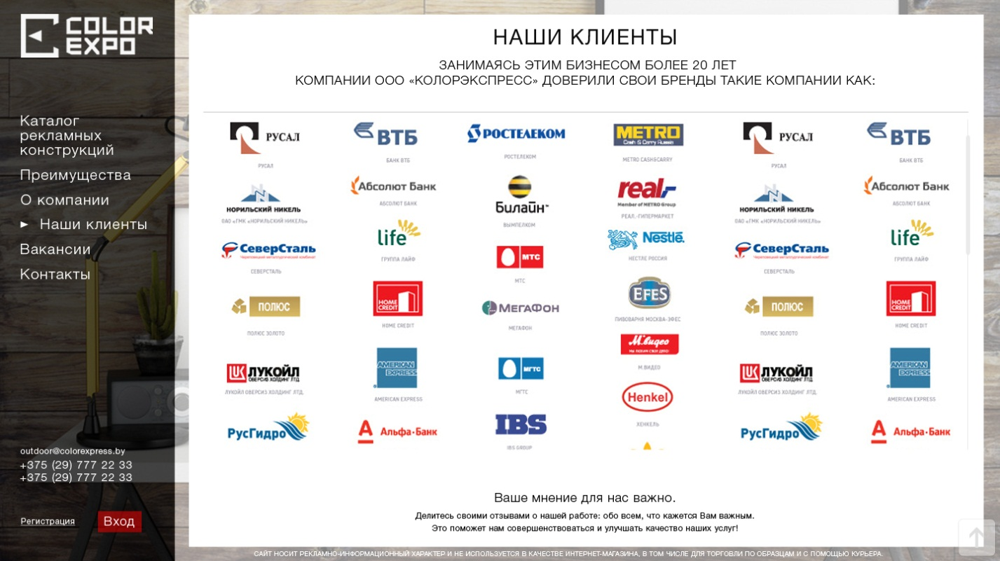 COLOR
EXPO
Каталог
рекламных
конструкций
Преимущества
О компании
Наши клиенты
Вакансии
Контакты
outdoor@colorexpress.by
+375 (29) 777 22 33
+375 (29) 777 22 33
Регистрация
Вход
НАШИ КЛИЕНТЫ
ЗАНИМАЯСЬ ЭТИМ БИЗНЕСОМ БОЛЕЕ 20 ЛЕТ
КОМПАНИИ ООО «КОЛОРЭКСПРЕСС» ДОВЕРИЛИ СВОИ БРЕНДЫ ТАКИЕ КОМПАНИИ КАК:
РУСАЛ
РУСАЛ
НОРИЛЬСКИЙ НИКЕЛЬ
ОАО «ГМК «НОРИЛЬСКИЙ НИКЕЛЬ»
СеверСталь
Череповецкий металлургический комбинат
СЕВЕРСТАЛЬ
ПОЛЮС
ПОЛЮС ЗОЛОТО
ЛУКОЙЛ
ОВЕРСИЗ ХОЛДИНГ ЛТД.
ЛУКОЙЛ ОВЕРСИЗ ХОЛДИНГ ЛТД.
РусГидро
ВТБ
БАНК ВТБ
Абсолют Банк
АБСОЛЮТ БАНК
life
ГРУППА ЛАЙФ
HOME
CREDIT
HOME CREDIT
AMERICAN
EXPRESS
AMERICAN EXPRESS
Альфа·Банк
РОСТЕЛЕКОМ
РОСТЕЛЕКОМ
Билайн™
ВЫМПЕЛКОМ
МТС
МТС
МЕГАФОН
МЕГАФОН
МГТС
МГТС
IBS
IBS GROUP
METRO
Cash & Carry Russia
METRO CASH&CARRY
real,-
Member of METRO Group
РЕАЛ,-ГИПЕРМАРКЕТ
Nestlé.
НЕСТЛЕ РОССИЯ
EFES
ПИВОВАРНЯ МОСКВА-ЭФЕС
М.видео
МЫ ЛЮБИМ СВОЕ ДЕЛО!
М.ВИДЕО
Henkel
ХЕНКЕЛЬ
РУСАЛ
РУСАЛ
НОРИЛЬСКИЙ НИКЕЛЬ
ОАО «ГМК «НОРИЛЬСКИЙ НИКЕЛЬ»
СеверСталь
Череповецкий металлургический комбинат
СЕВЕРСТАЛЬ
ПОЛЮС
ПОЛЮС ЗОЛОТО
ЛУКОЙЛ
ОВЕРСИЗ ХОЛДИНГ ЛТД.
ЛУКОЙЛ ОВЕРСИЗ ХОЛДИНГ ЛТД.
РусГидро
ВТБ
БАНК ВТБ
Абсолют Банк
АБСОЛЮТ БАНК
life
ГРУППА ЛАЙФ
HOME
CREDIT
HOME CREDIT
AMERICAN
EXPRESS
AMERICAN EXPRESS
Альфа·Банк
Ваше мнение для нас важно.
Делитесь своими отзывами о нашей работе: обо всем, что кажется Вам важным.
Это поможет нам совершенствоваться и улучшать качество наших услуг!
САЙТ НОСИТ РЕКЛАМНО-ИНФОРМАЦИОННЫЙ ХАРАКТЕР И НЕ ИСПОЛЬЗУЕТСЯ В КАЧЕСТВЕ ИНТЕРНЕТ-МАГАЗИНА, В ТОМ ЧИСЛЕ ДЛЯ ТОРГОВЛИ ПО ОБРАЗЦАМ И С ПОМОЩЬЮ КУРЬЕРА.